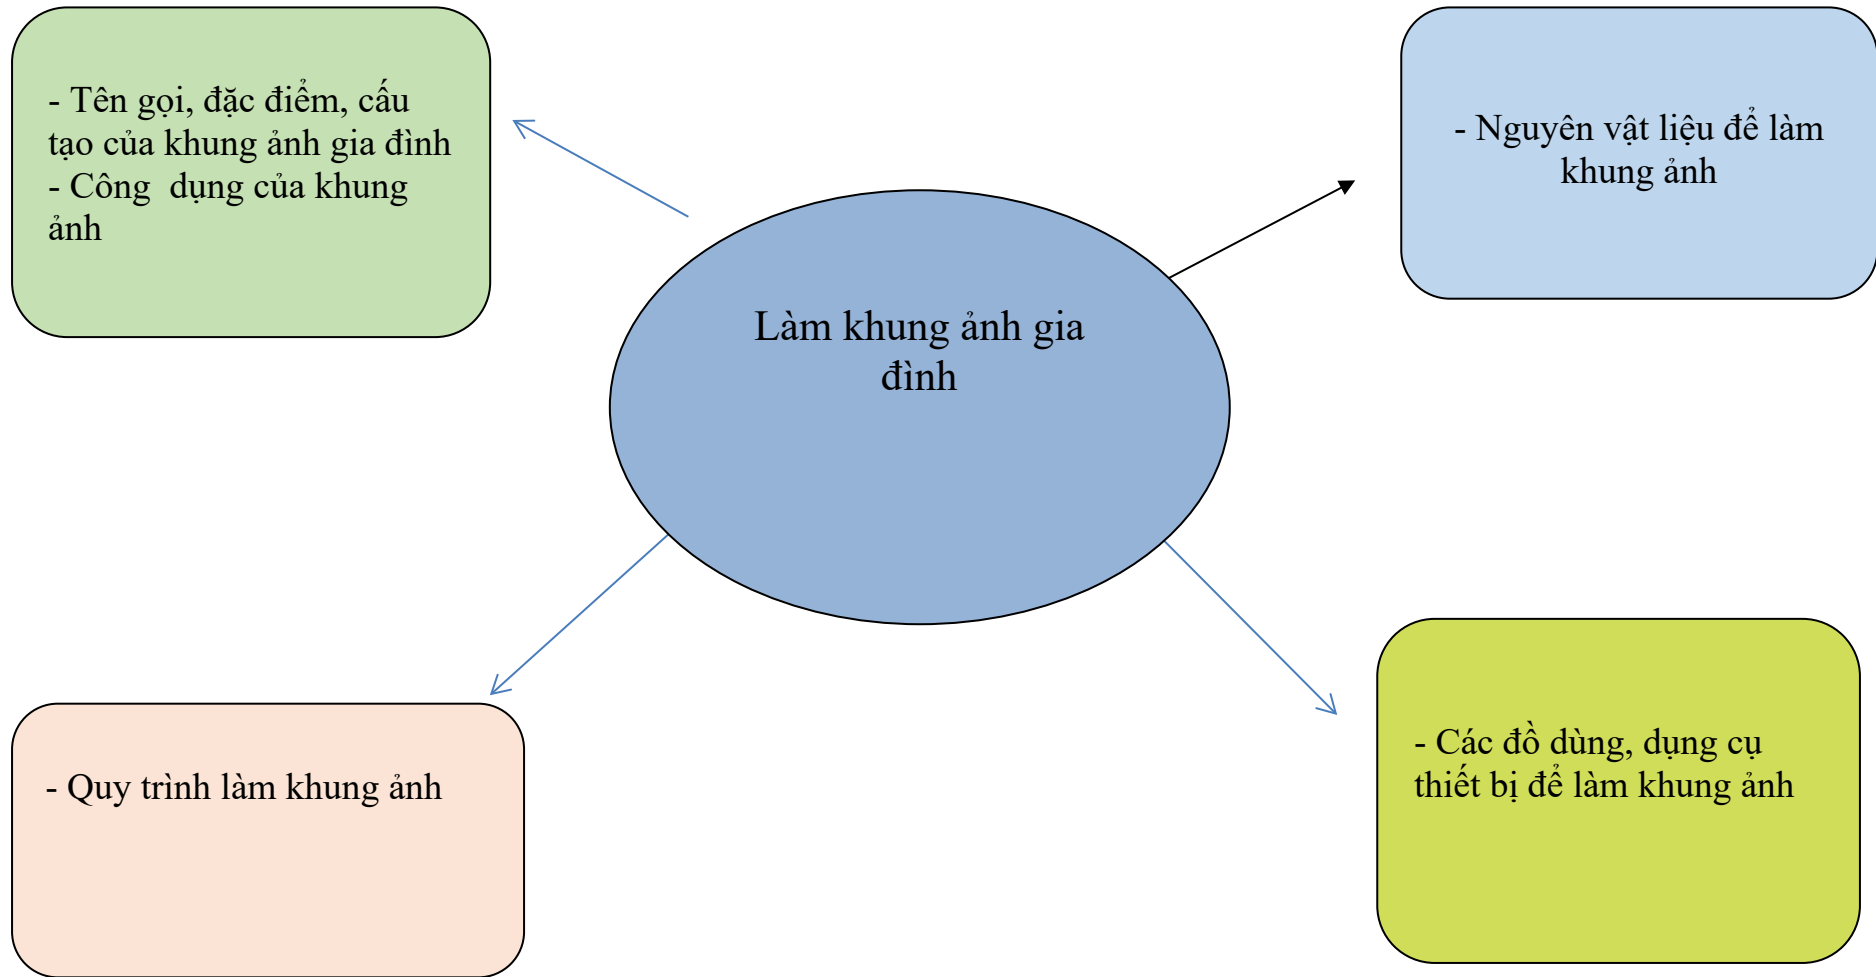 - Tên gọi, đặc điểm, cấu
tạo của khung ảnh gia đình
- Công  dụng của khung
ảnh
- Nguyên vật liệu để làm
khung ảnh
Làm khung ảnh gia
đình
- Quy trình làm khung ảnh
- Các đồ dùng, dụng cụ
thiết bị để làm khung ảnh